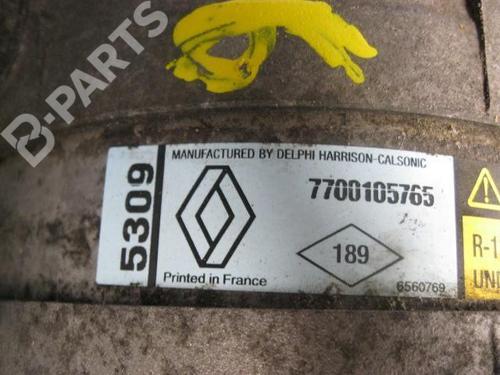 B-PARTS
MANUFACTURED BY DELPHI HARRISON-CALSONIC
5309
7700105765
189
Printed in France
6560769
R-1
UN